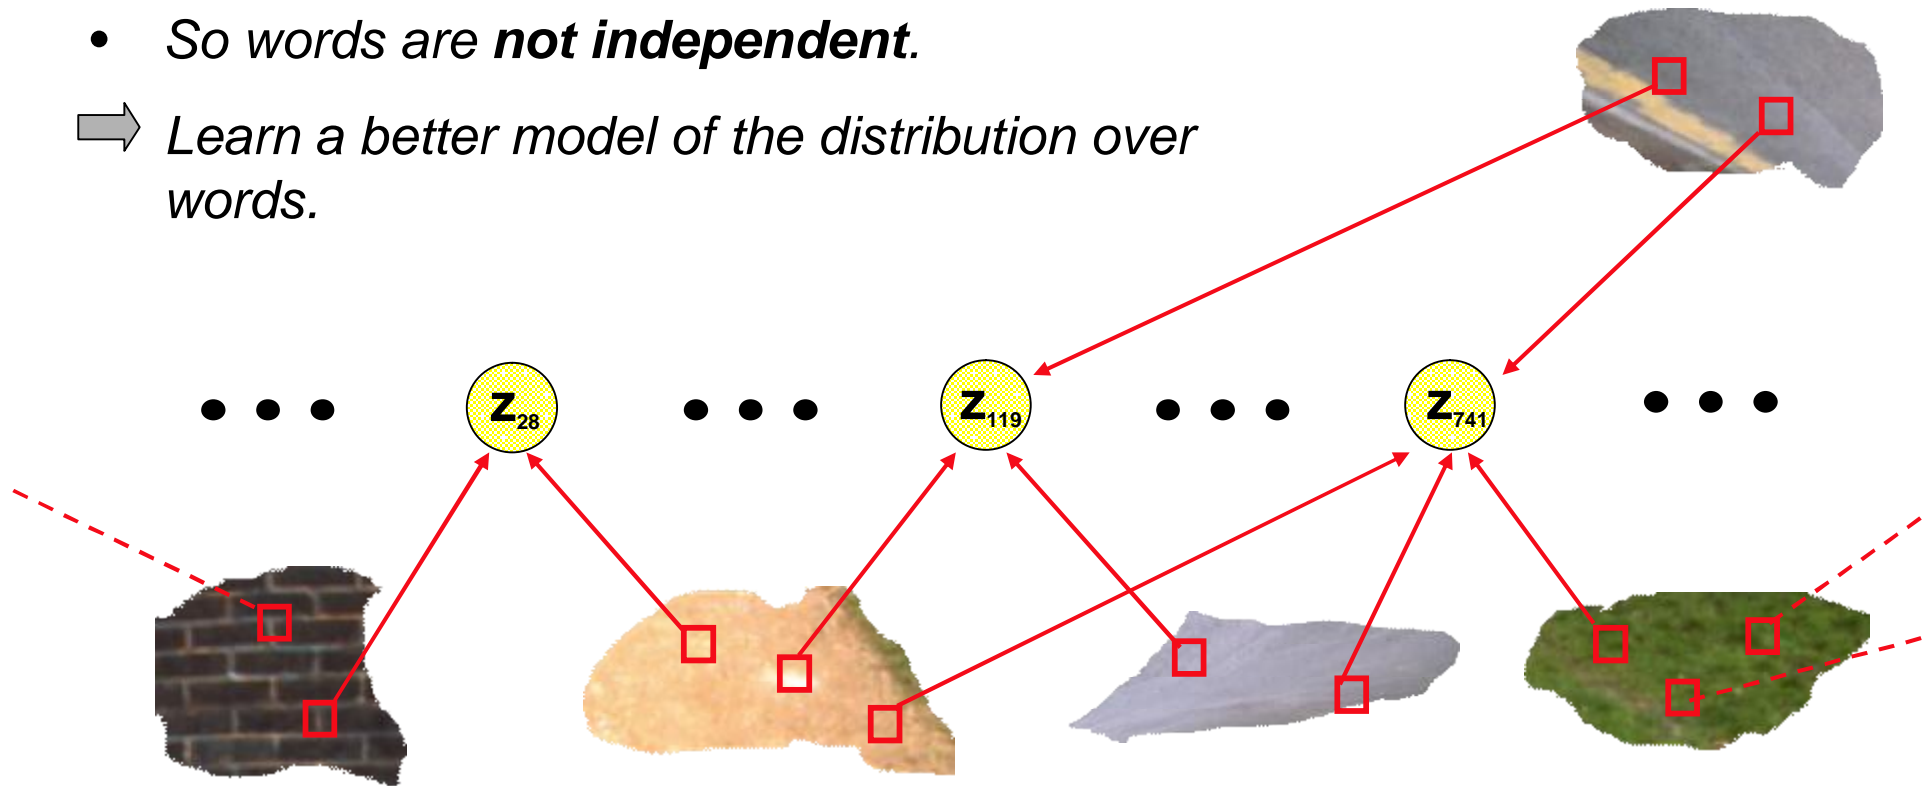 • So words are not independent.
Learn a better model of the distribution over
words.
• • • z28 • • • z119 • • • z741 • • •